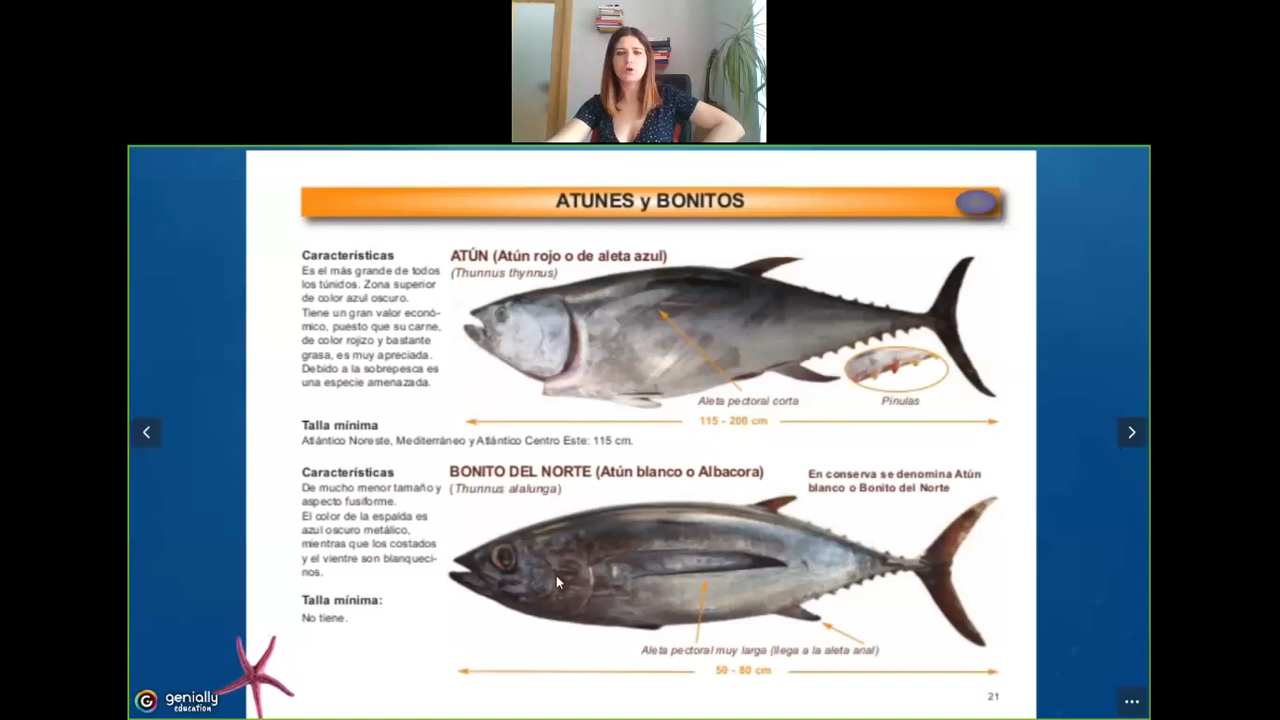 ATUNES y BONITOS
Características
Es el más grande de todos
los túnidos. Zona superior
de color azul oscuro.
Tiene un gran valor econó-
mico, puesto que su carne,
de color rojizo y bastante
grasa, es muy apreciada.
Debido a la sobrepesca es
una especie amenazada.
ATÚN (Atún rojo o de aleta azul)
(Thunnus thynnus)
Aleta pectoral corta
Pínulas
115 - 200 cm
Talla mínima
Atlántico Noreste, Mediterráneo y Atlántico Centro Este: 115 cm.
Características
De mucho menor tamaño y
aspecto fusiforme.
El color de la espalda es
azul oscuro metálico,
mientras que los costados
y el vientre son blanqueci-
nos.
Talla mínima:
No tiene.
BONITO DEL NORTE (Atún blanco o Albacora)
(Thunnus alalunga)
En conserva se denomina Atún
blanco o Bonito del Norte
Aleta pectoral muy larga (llega a la aleta anal)
50 - 80 cm
21
G genially
education